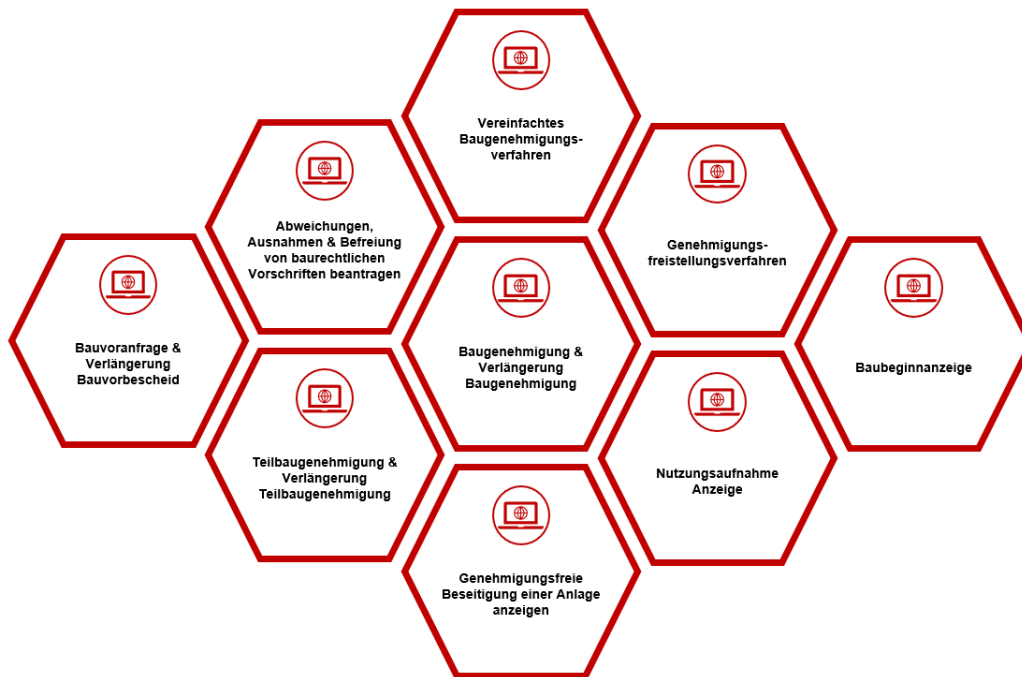 Vereinfachtes
Baugenehmigungs-
verfahren
Abweichungen,
Ausnahmen & Befreiung
von baurechtlichen
Vorschriften beantragen
Genehmigungs-
freistellungsverfahren
Bauvoranfrage &
Verlängerung
Bauvorbescheid
Baugenehmigung &
Verlängerung
Baugenehmigung
Baubeginnanzeige
Teilbaugenehmigung &
Verlängerung
Teilbaugenehmigung
Nutzungsaufnahme
Anzeige
Genehmigungsfreie
Beseitigung einer Anlage
anzeigen